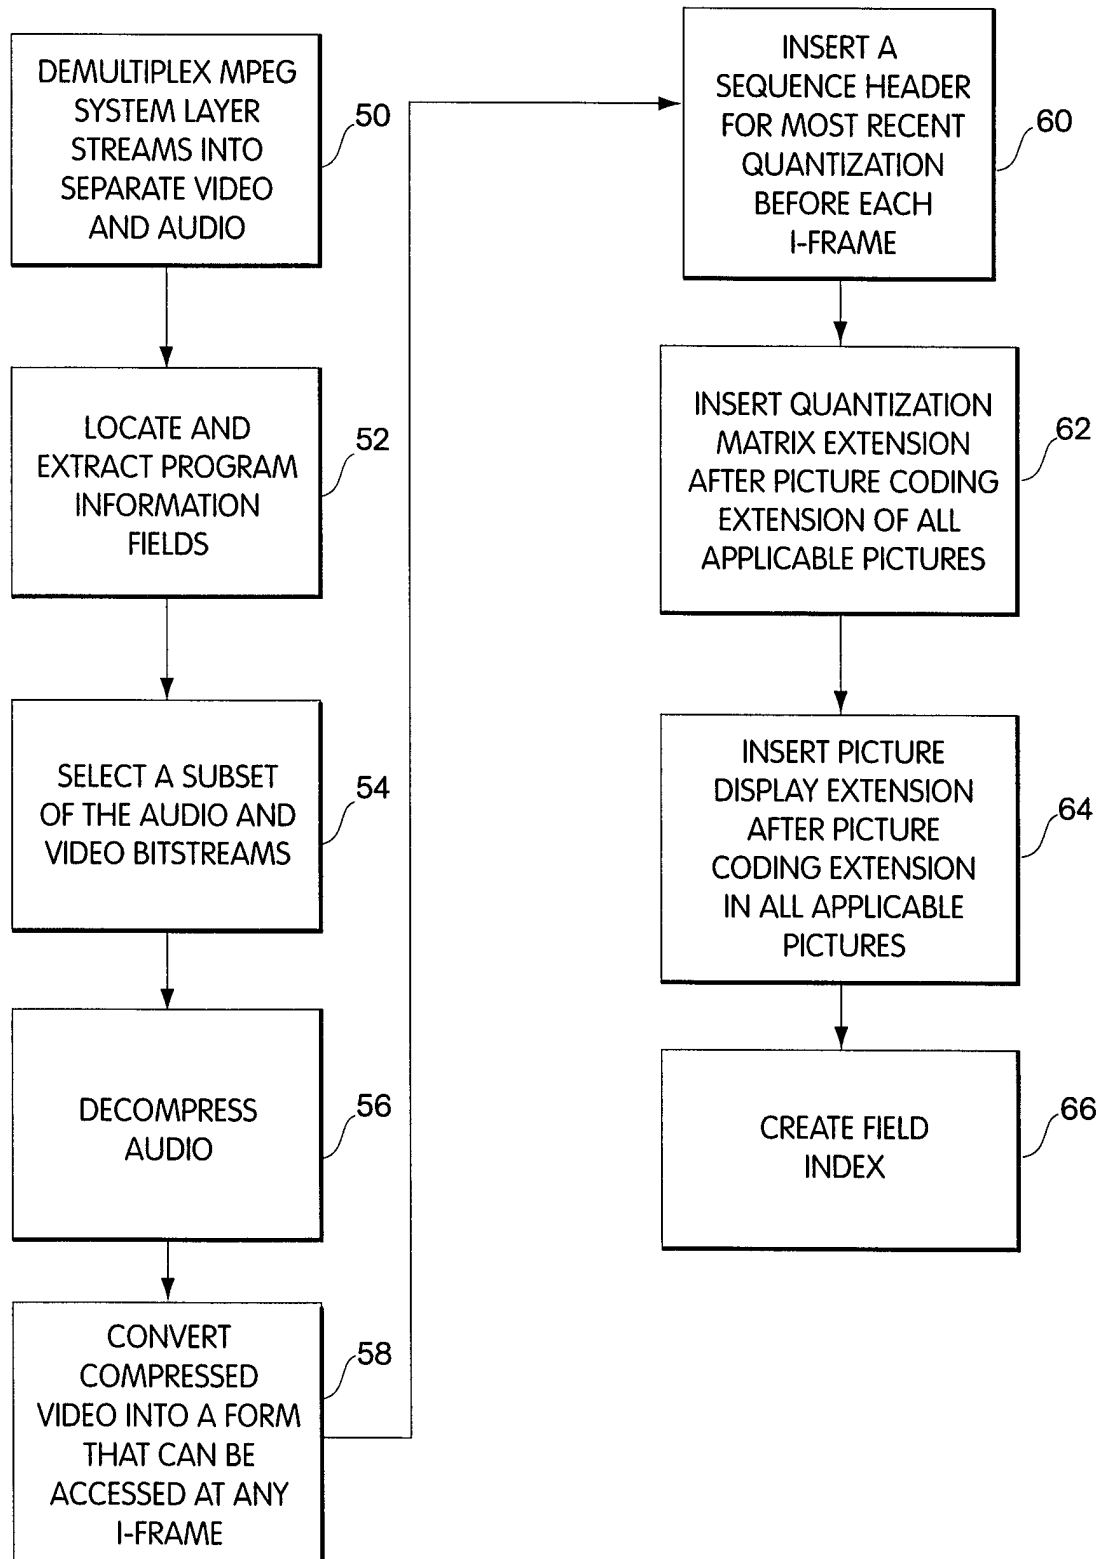 DEMULTIPLEX MPEG
SYSTEM LAYER
STREAMS INTO
SEPARATE VIDEO
AND AUDIO
50
LOCATE AND
EXTRACT PROGRAM
INFORMATION
FIELDS
52
SELECT A SUBSET
OF THE AUDIO AND
VIDEO BITSTREAMS
54
DECOMPRESS
AUDIO
56
CONVERT
COMPRESSED
VIDEO INTO A FORM
THAT CAN BE
ACCESSED AT ANY
I-FRAME
58
INSERT A
SEQUENCE HEADER
FOR MOST RECENT
QUANTIZATION
BEFORE EACH
I-FRAME
60
INSERT QUANTIZATION
MATRIX EXTENSION
AFTER PICTURE CODING
EXTENSION OF ALL
APPLICABLE PICTURES
62
INSERT PICTURE
DISPLAY EXTENSION
AFTER PICTURE
CODING EXTENSION
IN ALL APPLICABLE
PICTURES
64
CREATE FIELD
INDEX
66